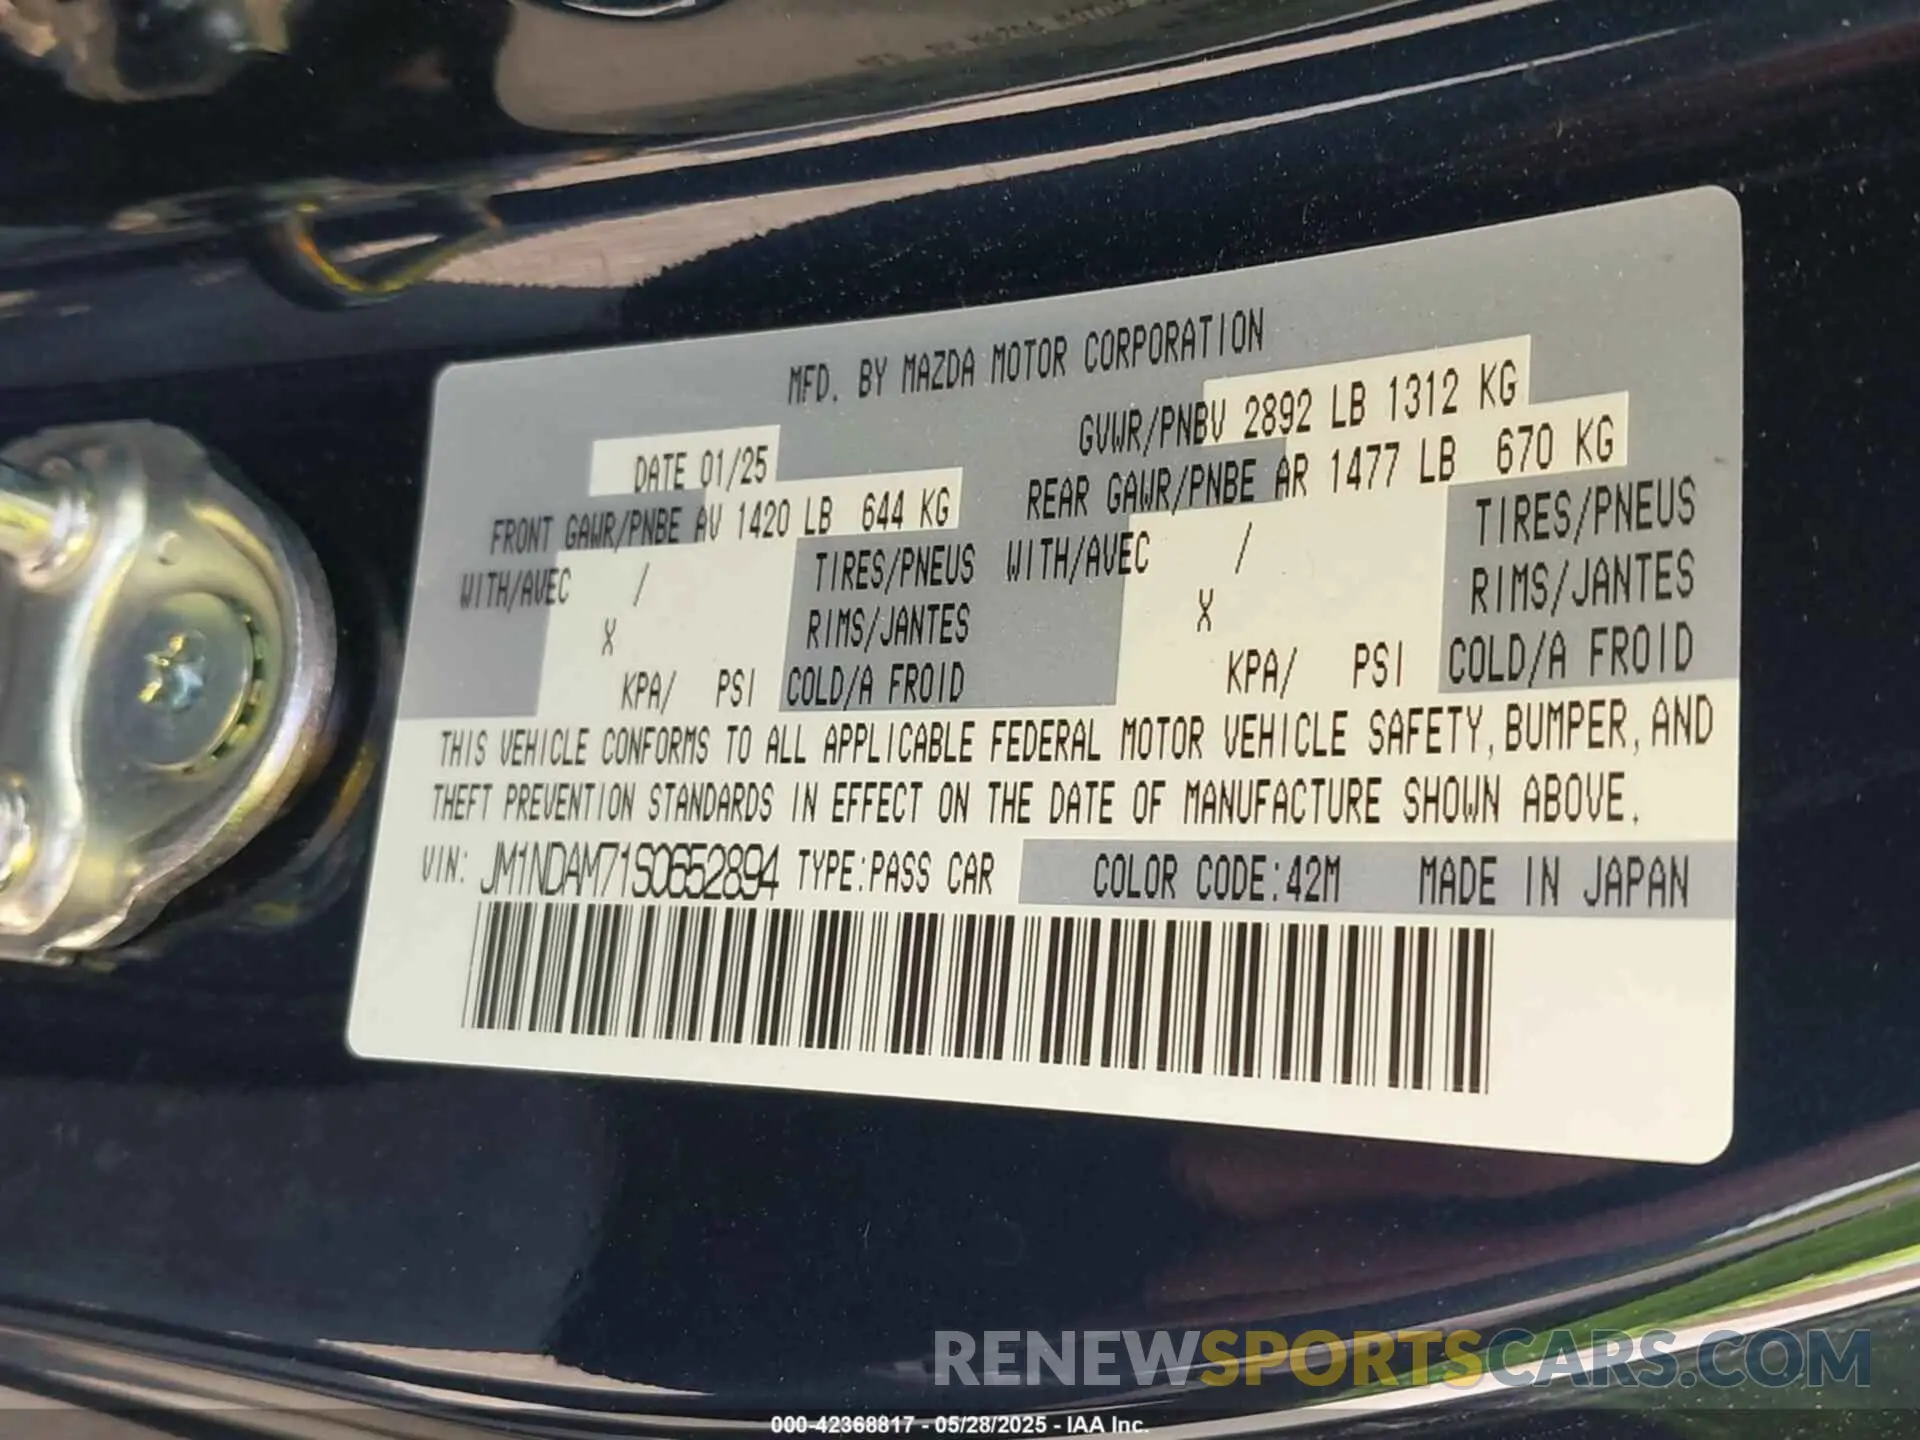 MFD. BY MAZDA MOTOR CORPORATION
DATE 01/25 GVWR/PNBV 2892 LB 1312 KG
FRONT GAWR/PNBE AV 1420 LB 644 KG REAR GAWR/PNBE AR 1477 LB 670 KG
WITH/AVEC / TIRES/PNEUS WITH/AVEC / TIRES/PNEUS
X RIMS/JANTES X RIMS/JANTES
KPA/ PSI COLD/A FROID KPA/ PSI COLD/A FROID
THIS VEHICLE CONFORMS TO ALL APPLICABLE FEDERAL MOTOR VEHICLE SAFETY, BUMPER, AND
THEFT PREVENTION STANDARDS IN EFFECT ON THE DATE OF MANUFACTURE SHOWN ABOVE.
VIN: JM1NDAM71S0652894 TYPE:PASS CAR COLOR CODE:42M MADE IN JAPAN
RENEWSPORTSCARS.COM
000-42368817 - 05/28/2025 - IAA Inc.